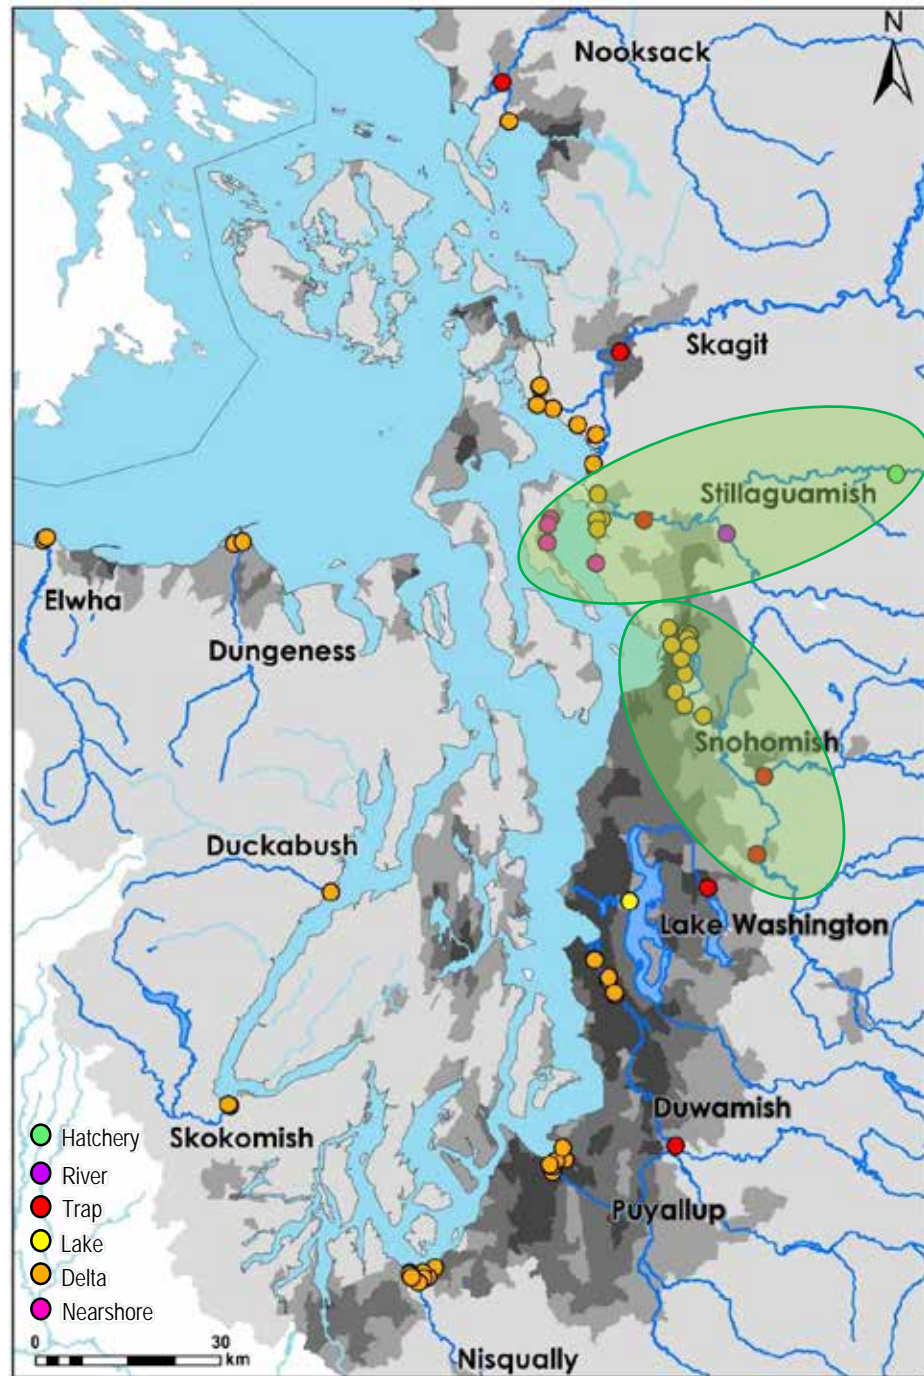 N
Nooksack
Skagit
Stillaguamish
Elwha
Dungeness
Snohomish
Duckabush
Lake Washington
Duwamish
Skokomish
Puyallup
Hatchery
River
Trap
Lake
Delta
Nearshore
0 30
km
Nisqually